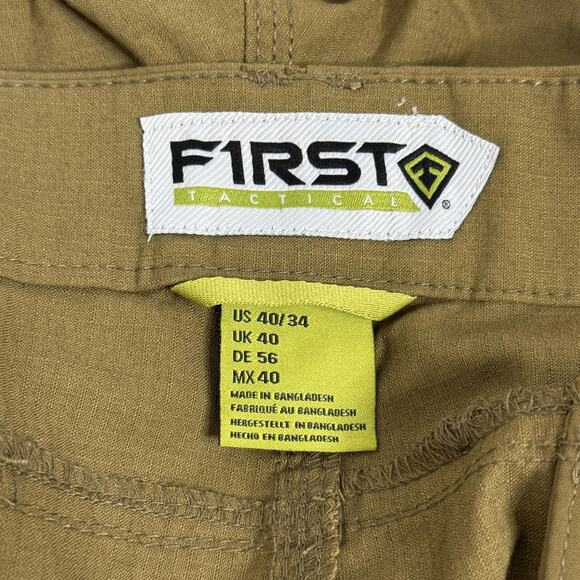 F1RST
TACTICAL
®
US 40/34
UK 40
DE 56
MX 40
MADE IN BANGLADESH
FABRIQUÉ AU BANGLADESH
HERGESTELLT IN BANGLADESH
HECHO EN BANGLADESH